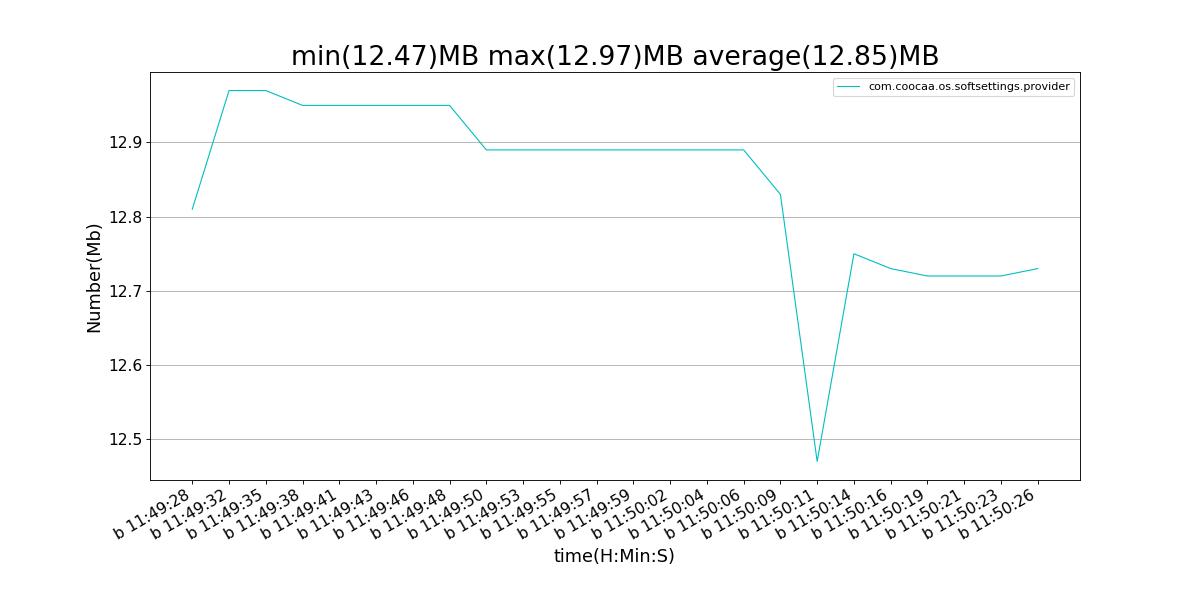 min(12.47)MB max(12.97)MB average(12.85)MB
com.coocaa.os.softsettings.provider
12.9
12.8
12.7
12.6
12.5
Number(Mb)
b 11:49:28
b 11:49:32
b 11:49:35
b 11:49:38
b 11:49:41
b 11:49:43
b 11:49:46
b 11:49:48
b 11:49:50
b 11:49:53
b 11:49:55
b 11:49:57
b 11:49:59
b 11:50:02
b 11:50:04
b 11:50:06
b 11:50:09
b 11:50:11
b 11:50:14
b 11:50:16
b 11:50:19
b 11:50:21
b 11:50:23
b 11:50:26
time(H:Min:S)